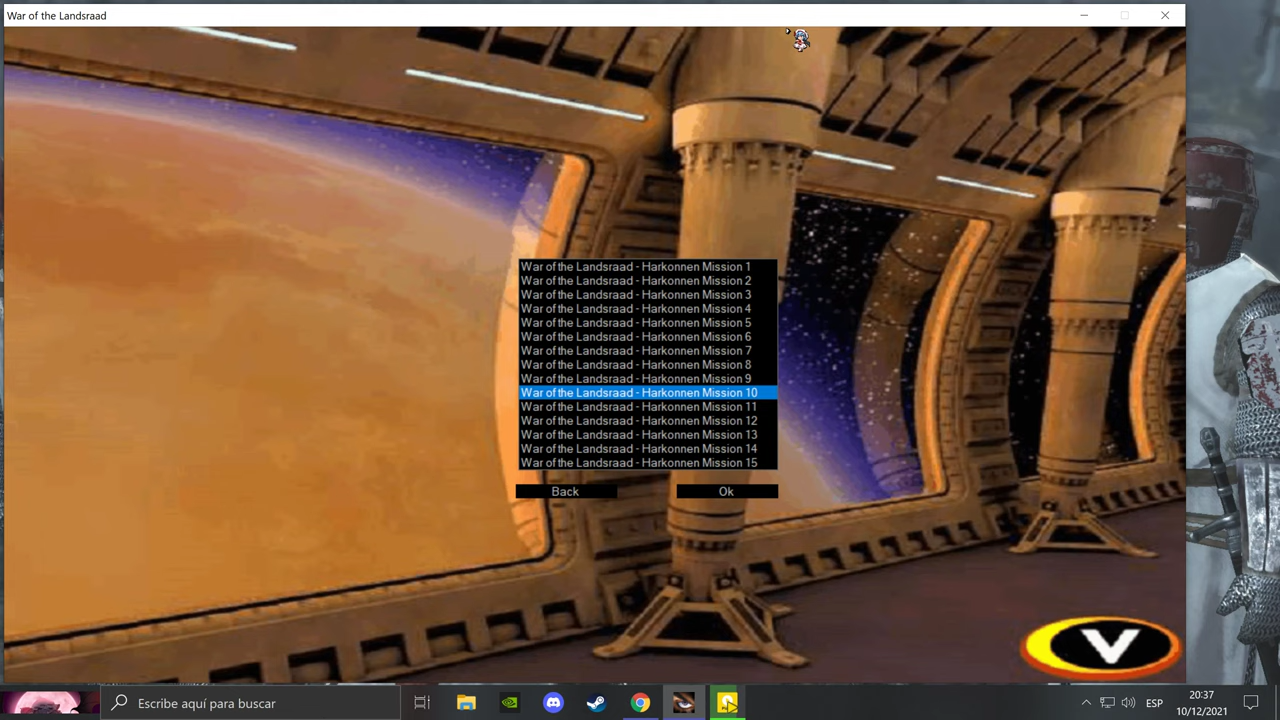 War of the Landsraad
War of the Landsraad - Harkonnen Mission 1
War of the Landsraad - Harkonnen Mission 2
War of the Landsraad - Harkonnen Mission 3
War of the Landsraad - Harkonnen Mission 4
War of the Landsraad - Harkonnen Mission 5
War of the Landsraad - Harkonnen Mission 6
War of the Landsraad - Harkonnen Mission 7
War of the Landsraad - Harkonnen Mission 8
War of the Landsraad - Harkonnen Mission 9
War of the Landsraad - Harkonnen Mission 10
War of the Landsraad - Harkonnen Mission 11
War of the Landsraad - Harkonnen Mission 12
War of the Landsraad - Harkonnen Mission 13
War of the Landsraad - Harkonnen Mission 14
War of the Landsraad - Harkonnen Mission 15
Back Ok
V
Escribe aquí para buscar
ESP
20:37
10/12/2021